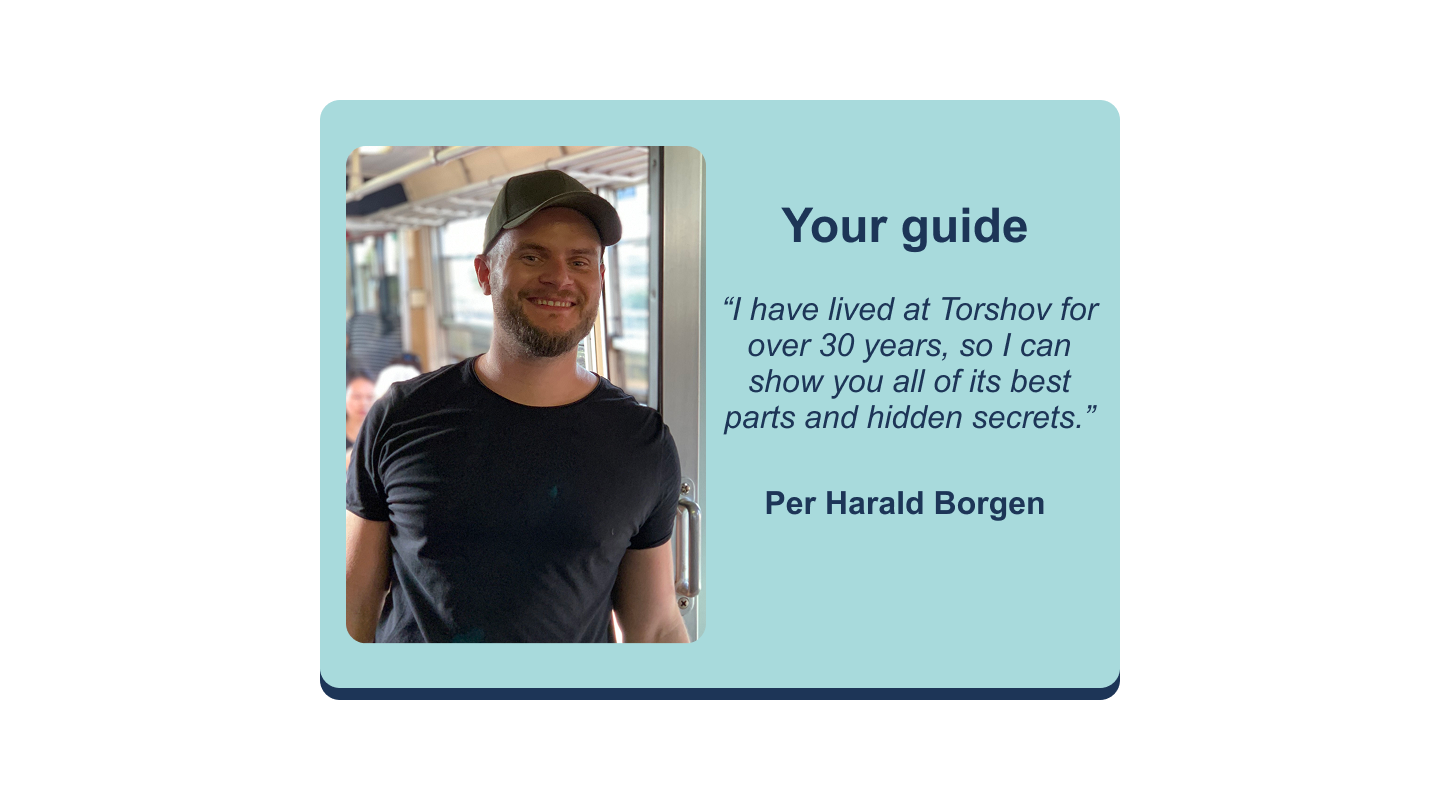 Your guide
“I have lived at Torshov for
over 30 years, so I can
show you all of its best
parts and hidden secrets.”
Per Harald Borgen